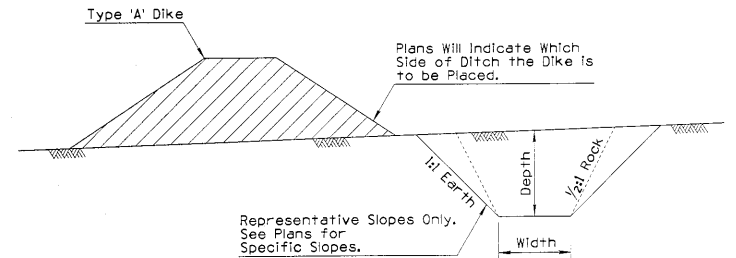 Type 'A' Dike
Plans Will Indicate Which
Side of Ditch the Dike is
to be Placed.
1:1 Earth
Depth
1/2:1 Rock
Representative Slopes Only.
See Plans for
Specific Slopes.
Width